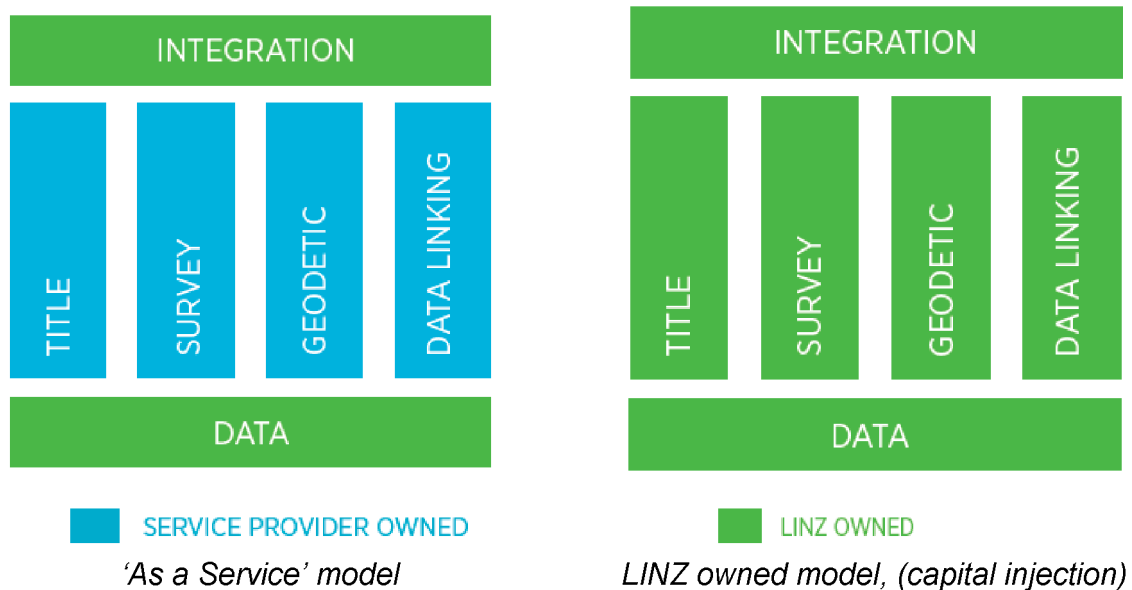 INTEGRATION
TITLE
SURVEY
GEODETIC
DATA LINKING
DATA
SERVICE PROVIDER OWNED
‘As a Service’ model
INTEGRATION
TITLE
SURVEY
GEODETIC
DATA LINKING
DATA
LINZ OWNED
LINZ owned model, (capital injection)